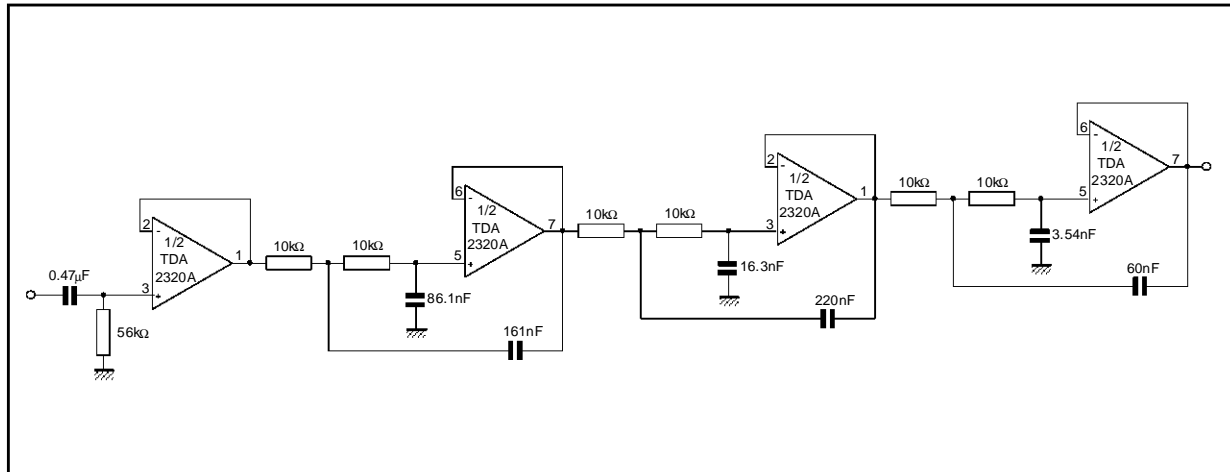 0.47μF
56kΩ
2
3
-
+
1/2
TDA
2320A
1
10kΩ
10kΩ
86.1nF
161nF
6
5
-
+
1/2
TDA
2320A
7
10kΩ
10kΩ
16.3nF
220nF
2
3
-
+
1/2
TDA
2320A
1
10kΩ
10kΩ
3.54nF
60nF
6
5
-
+
1/2
TDA
2320A
7